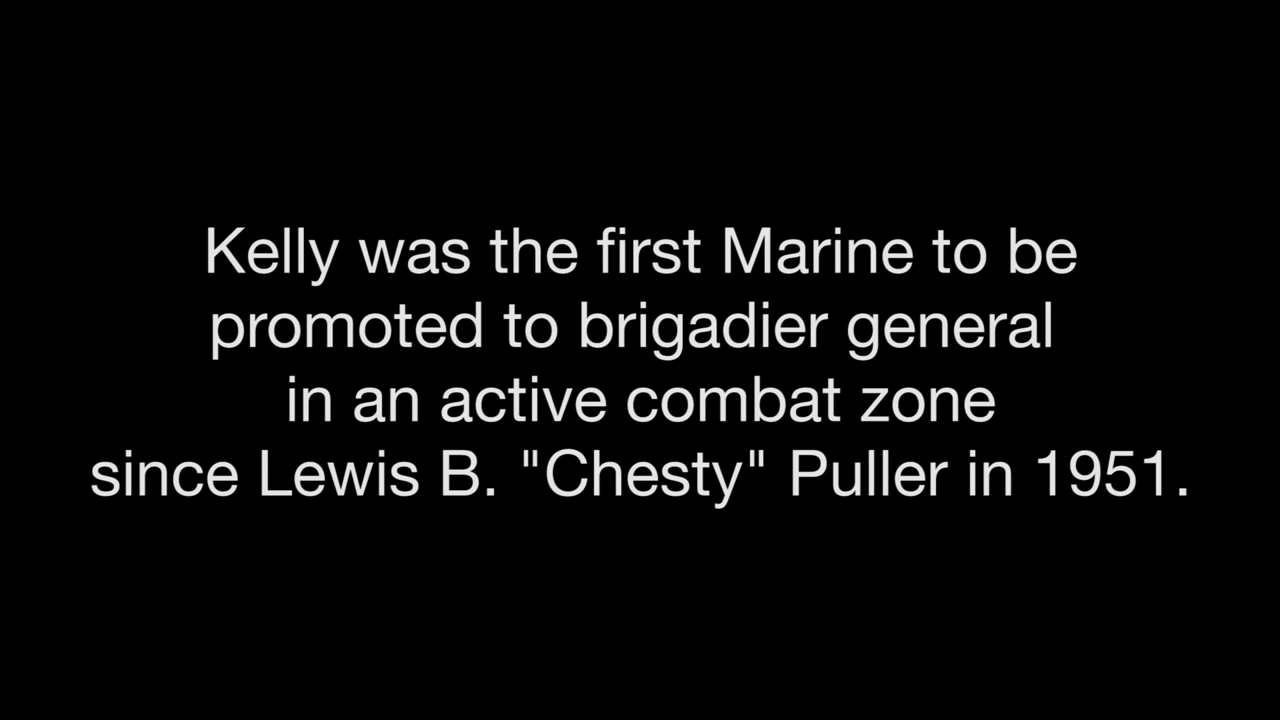 Kelly was the first Marine to be
promoted to brigadier general
in an active combat zone
since Lewis B. "Chesty" Puller in 1951.